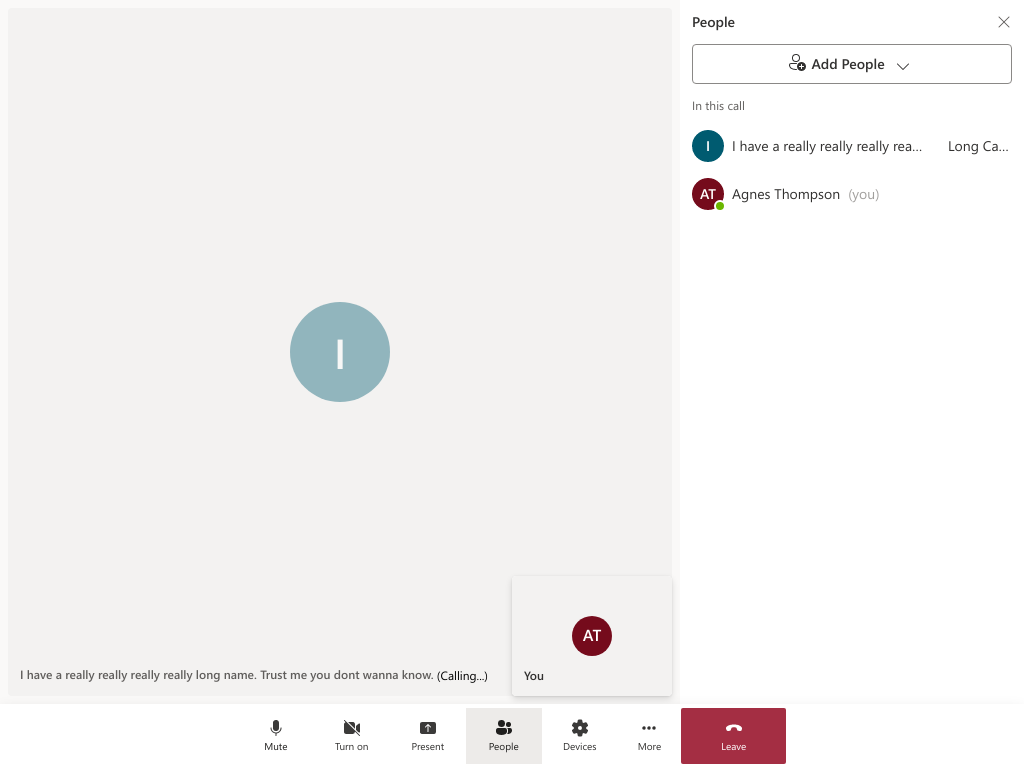 People
Add People
In this call
I I have a really really really rea... Long Ca...
AT Agnes Thompson (you)
I
AT
You
I have a really really really really long name. Trust me you dont wanna know. (Calling...)
Mute Turn on Present People Devices More Leave